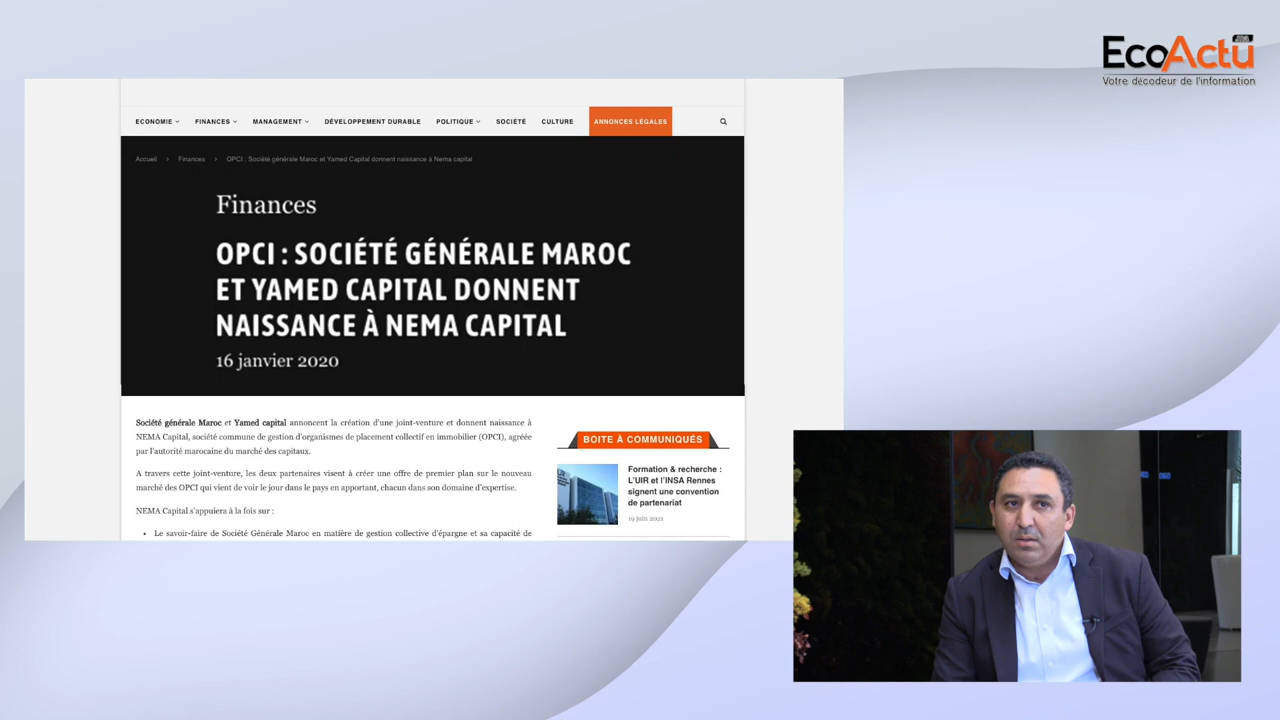 EcoActu
Votre décodeur de l'information
ECONOMIE
FINANCES
MANAGEMENT
DÉVELOPPEMENT DURABLE
POLITIQUE
SOCIÉTÉ
CULTURE
ANNONCES LÉGALES
Accueil › Finances › OPCI : Société générale Maroc et Yamed Capital donnent naissance à Nema capital
Finances
OPCI : SOCIÉTÉ GÉNÉRALE MAROC
ET YAMED CAPITAL DONNENT
NAISSANCE À NEMA CAPITAL
16 janvier 2020
Société générale Maroc et Yamed capital annoncent la création d'une joint-venture et donnent naissance à
NEMA Capital, société commune de gestion d'organismes de placement collectif en immobilier (OPCI), agréée
par l'autorité marocaine du marché des capitaux.
A travers cette joint-venture, les deux partenaires visent à créer une offre de premier plan sur le nouveau
marché des OPCI qui vient de voir le jour dans le pays en apportant, chacun dans son domaine d'expertise.
NEMA Capital s'appuiera à la fois sur :
• Le savoir-faire de Société Générale Maroc en matière de gestion collective d'épargne et sa capacité de
BOITE À COMMUNIQUÉS
Formation & recherche :
L'UIR et l'INSA Rennes
signent une convention
de partenariat
19 juin 2021